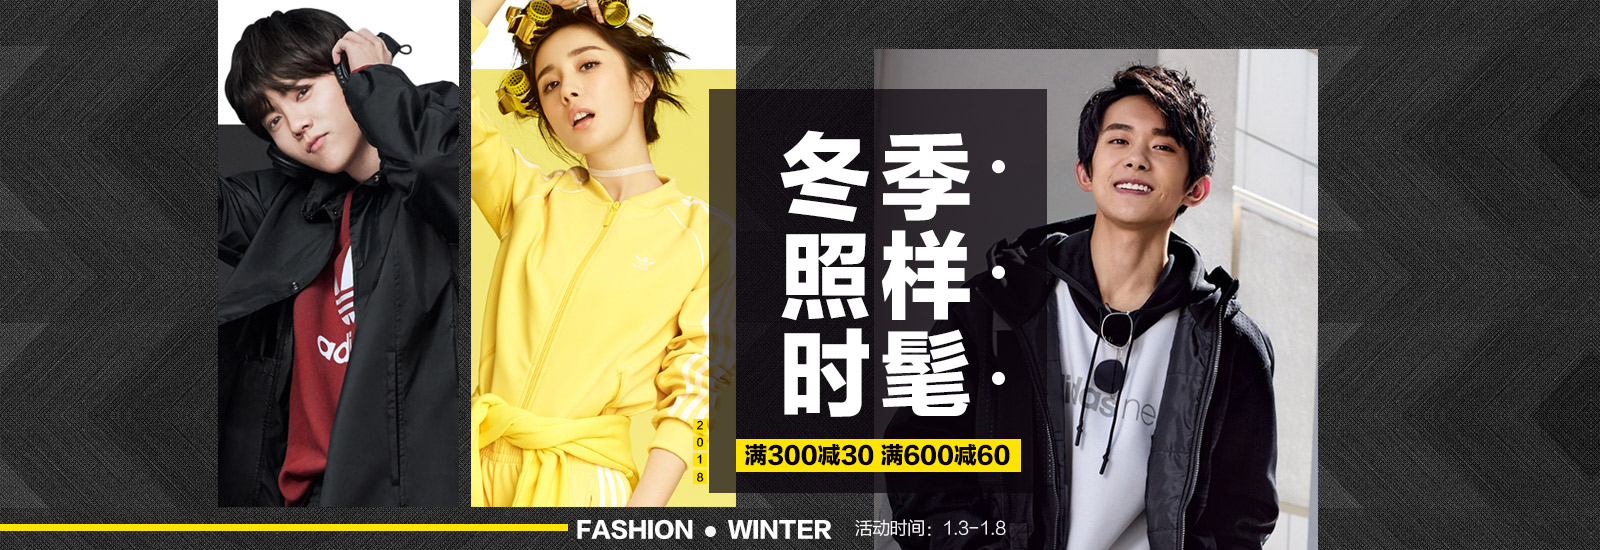 adi
冬季
照样
时髦
2018
满300减30 满600减60
FASHION ● WINTER
活动时间：1.3-1.8